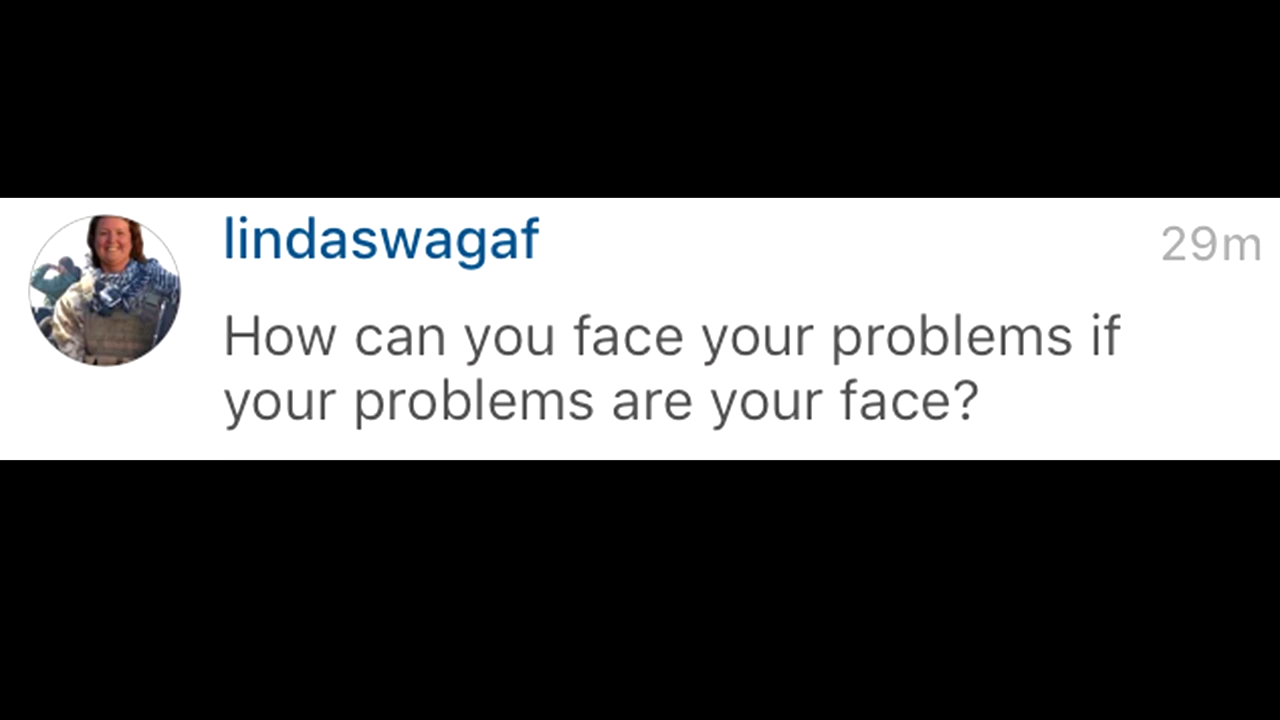 lindaswagaf 29m
How can you face your problems if
your problems are your face?